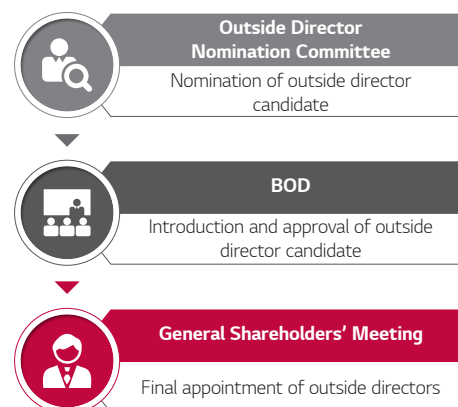 Outside Director
Nomination Committee
Nomination of outside director
candidate
BOD
Introduction and approval of outside
director candidate
General Shareholders' Meeting
Final appointment of outside directors